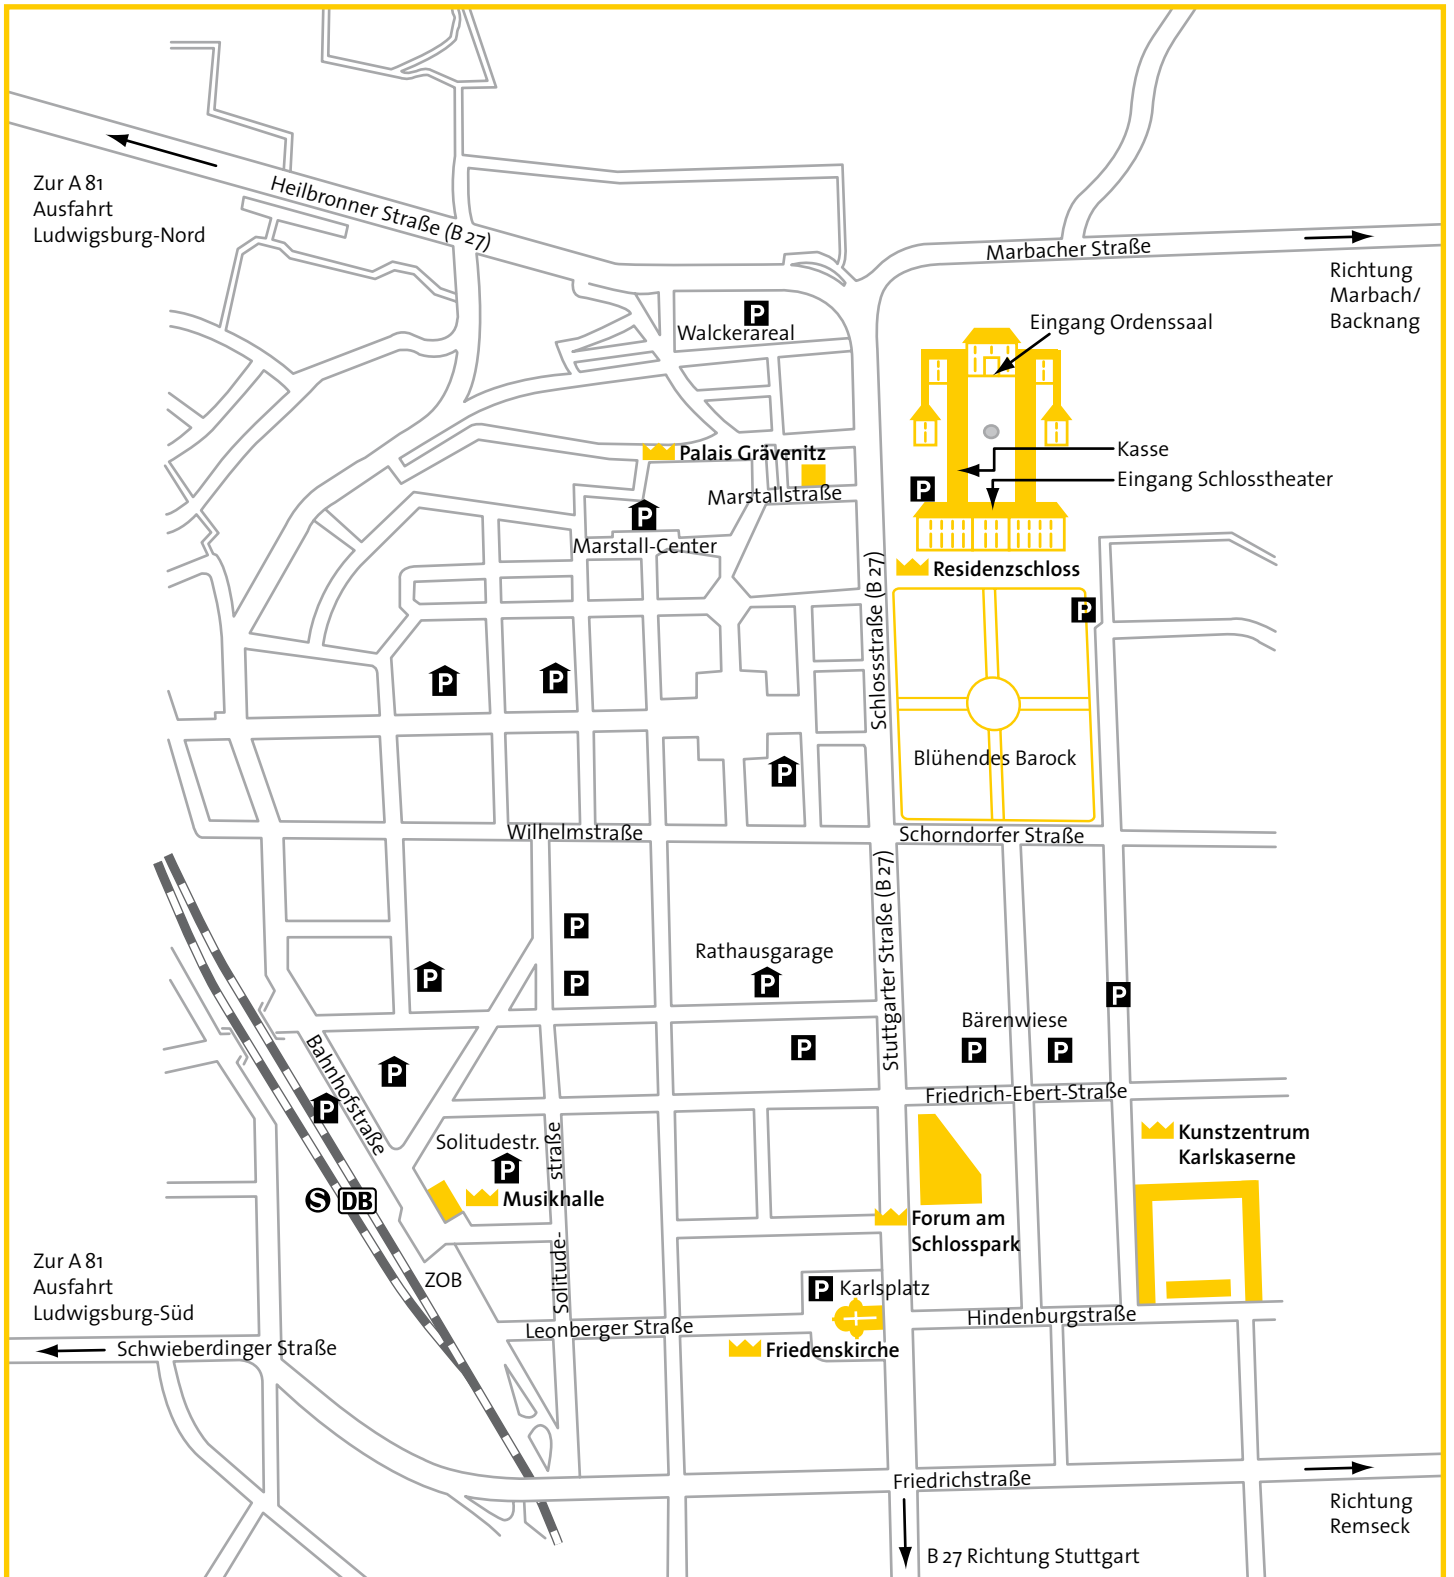 Zur A 81
Ausfahrt
Ludwigsburg-Nord
Heilbronner Straße (B 27)
Marbacher Straße
Richtung
Marbach/
Backnang
P
Walckerareal
Eingang Ordenssaal
Palais Grävenitz
Kasse
Marstallstraße
P
Eingang Schlosstheater
P
Marstall-Center
Residenzschloss
Schlossstraße (B 27)
P
P
P
Blühendes Barock
P
Wilhelmstraße
Schorndorfer Straße
Stuttgarter Straße (B 27)
P
Rathausgarage
P
P
P
P
Bärenwiese
P
P
P
P
Bahnhofstraße
P
Friedrich-Ebert-Straße
Solitudestr.
P
Solitude-
straße
Kunstzentrum
Karlskaserne
S
DB
Musikhalle
Forum am
Schlosspark
Zur A 81
Ausfahrt
Ludwigsburg-Süd
ZOB
P
Karlsplatz
Leonberger Straße
Hindenburgstraße
Schwieberdinger Straße
Friedenskirche
Friedrichstraße
Richtung
Remseck
B 27 Richtung Stuttgart
P